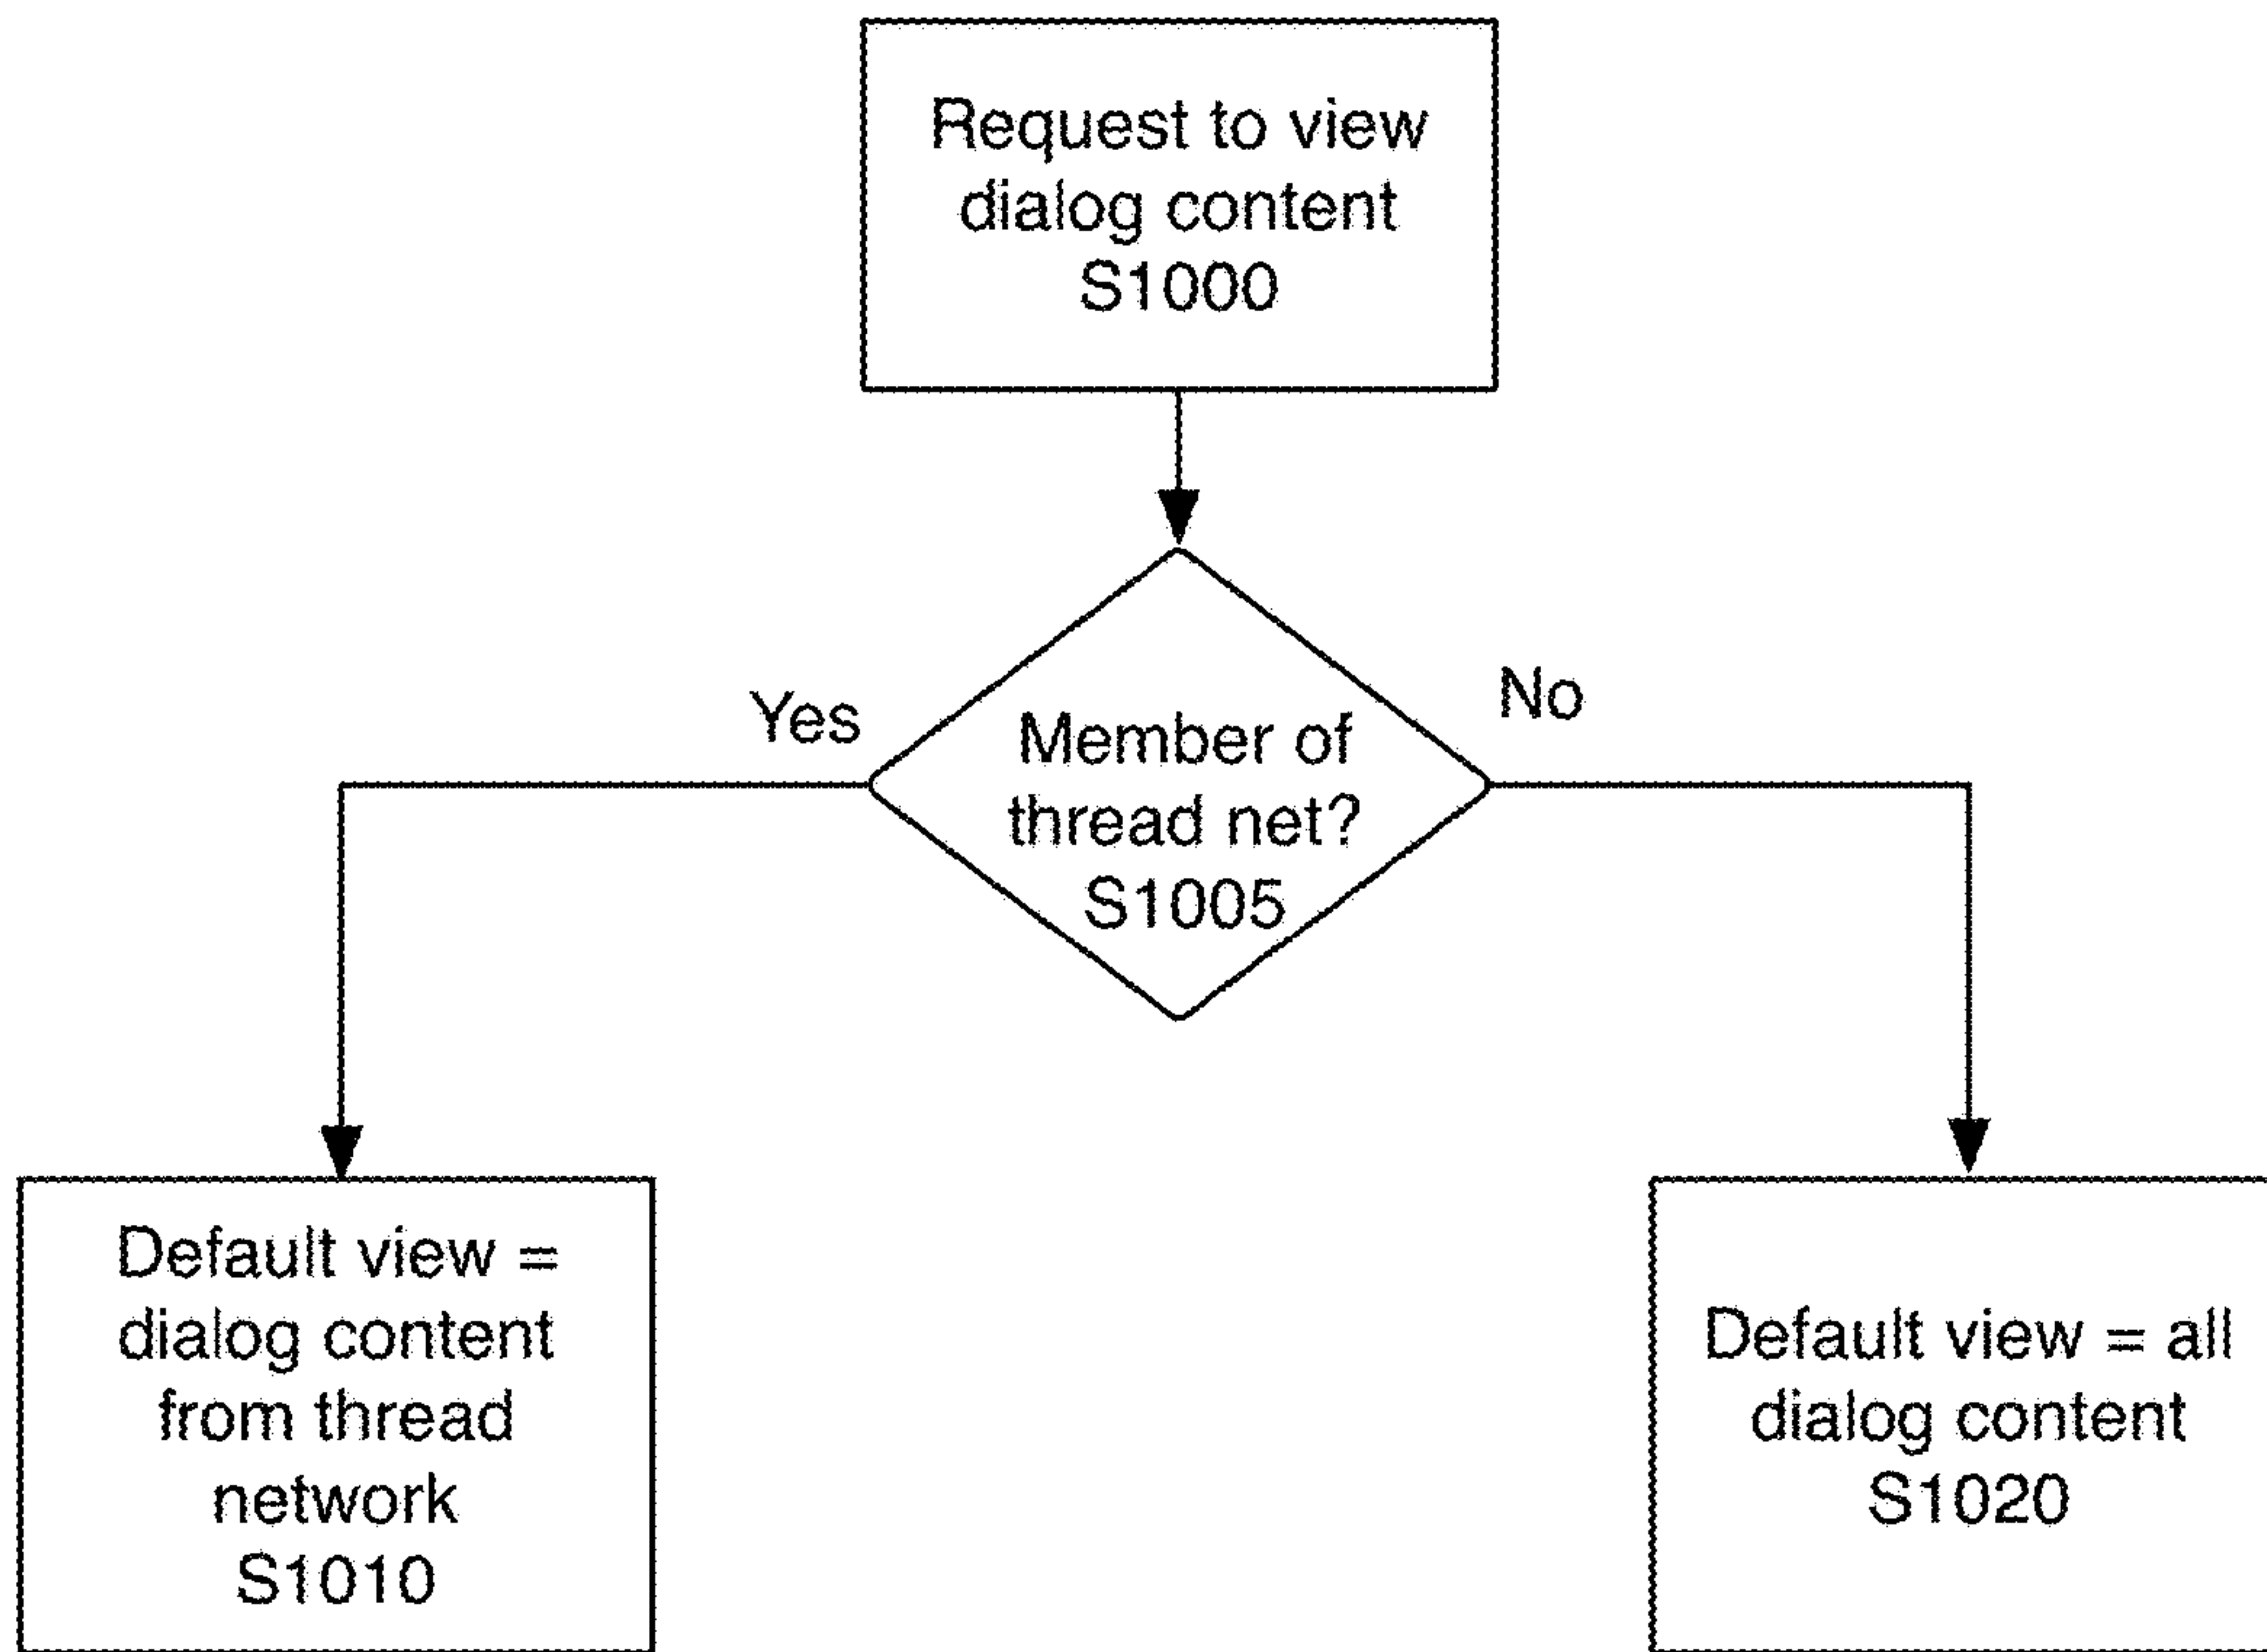 Request to view
dialog content
S1000
Yes
No
Member of
thread net?
S1005
Default view =
dialog content
from thread
network
S1010
Default view = all
dialog content
S1020